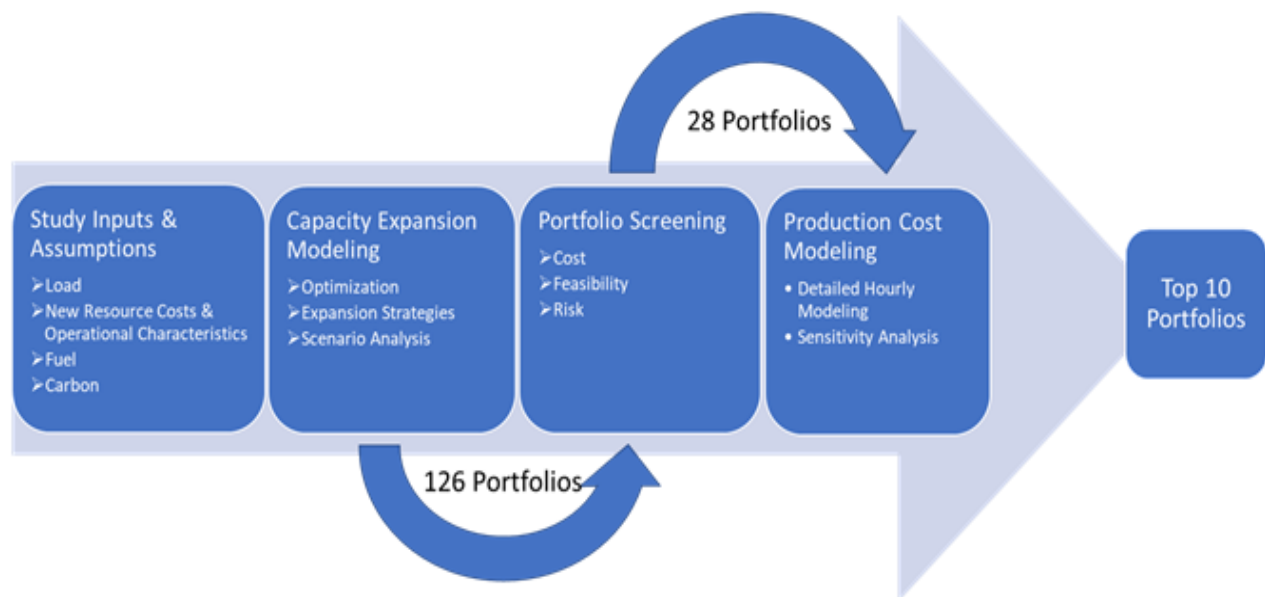 28 Portfolios
Study Inputs &
Assumptions
➢Load
➢New Resource Costs &
Operational Characteristics
➢Fuel
➢Carbon
Capacity Expansion
Modeling
➢Optimization
➢Expansion Strategies
➢Scenario Analysis
Portfolio Screening
➢Cost
➢Feasibility
➢Risk
Production Cost
Modeling
• Detailed Hourly
Modeling
• Sensitivity Analysis
Top 10
Portfolios
126 Portfolios